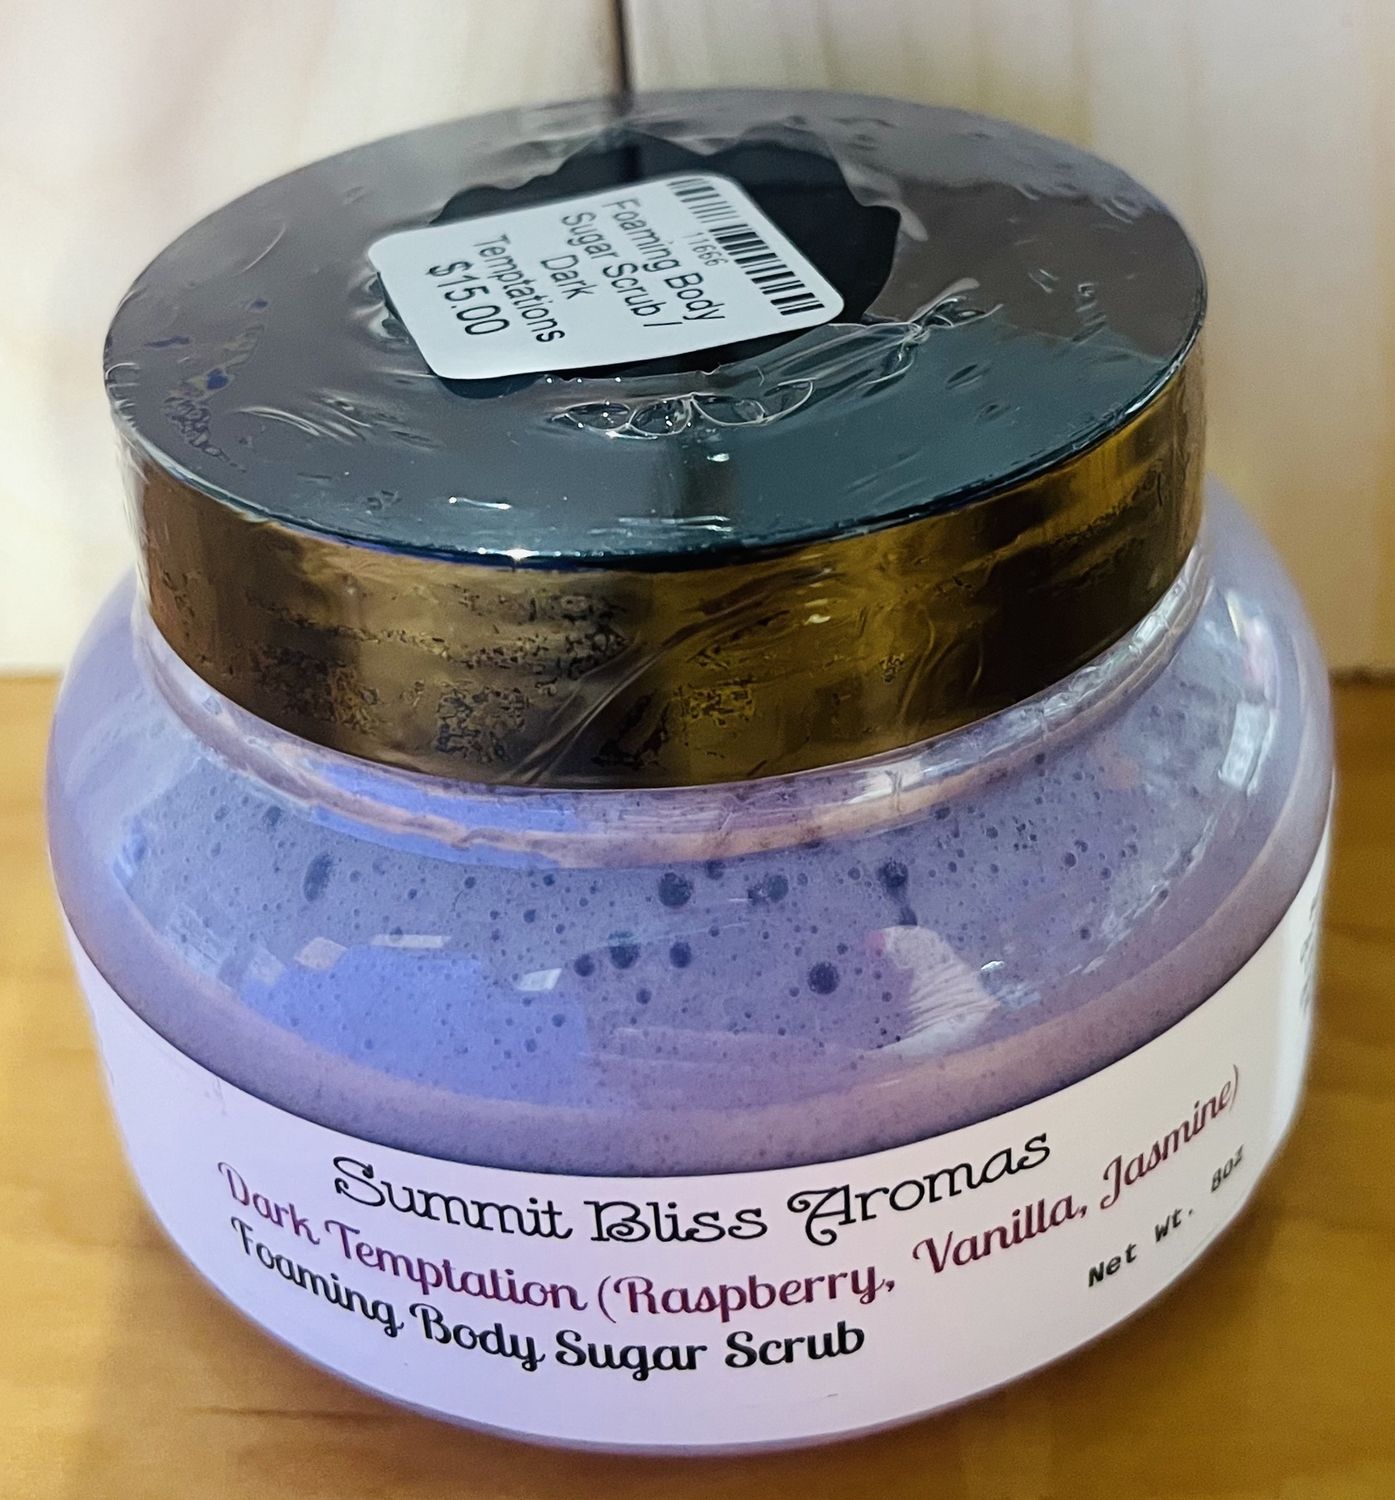 11666
Foaming Body
Sugar Scrub /
Dark
Temptations
$15.00
Summit Bliss Aromas
Dark Temptation (Raspberry, Vanilla, Jasmine)
Foaming Body Sugar Scrub
Net Wt. 8oz